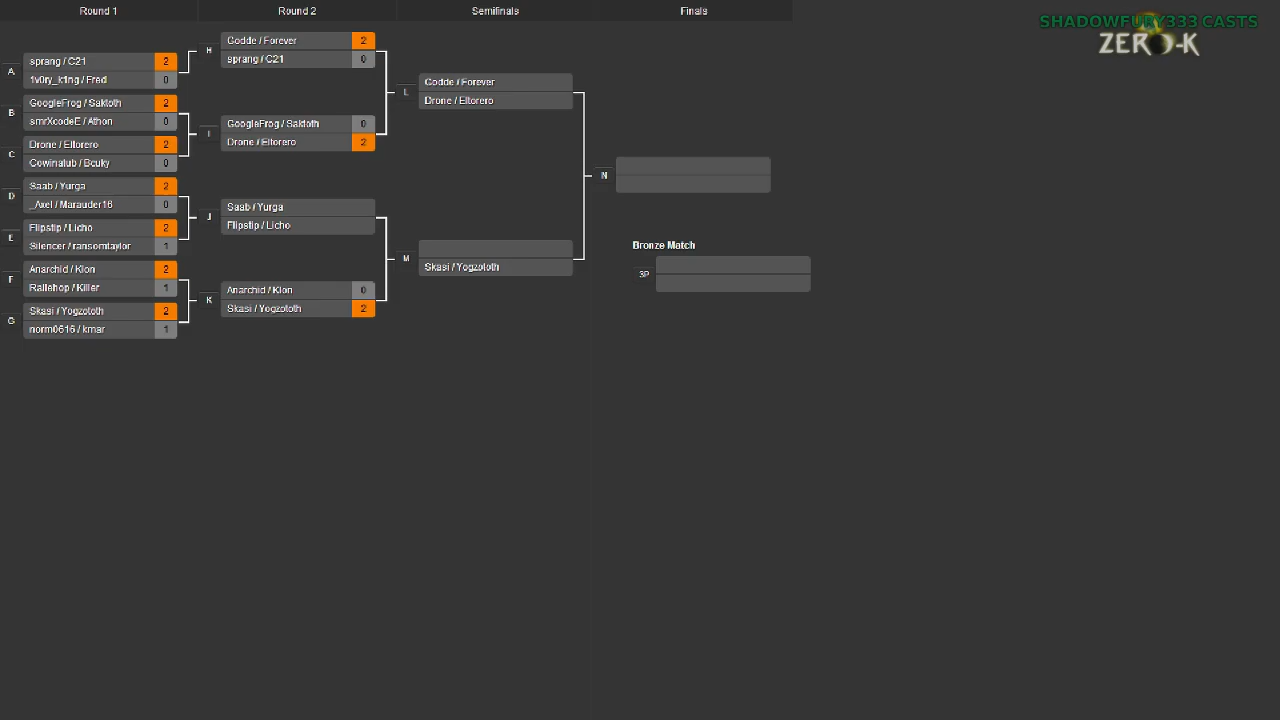 Round 1
Round 2
Semifinals
Finals
SHADOWFURY333 CASTS
ZERO-K
A
sprang / C21 2
1v0ry_k1ng / Fred 0
B
GoogleFrog / Saktoth 2
smrXcodeE / Athon 0
C
Drone / Eltorero 2
Cowinatub / Bcuky 0
D
Saab / Yurga 2
_Axel / Marauder16 0
E
Flipstip / Licho 2
Silencer / ransomtaylor 1
F
Anarchid / Klon 2
Rallehop / Killer 1
G
Skasi / Yogzototh 2
norm0616 / kmar 1
H
Godde / Forever 2
sprang / C21 0
I
GoogleFrog / Saktoth 0
Drone / Eltorero 2
J
Saab / Yurga
Flipstip / Licho
K
Anarchid / Klon 0
Skasi / Yogzototh 2
L
Godde / Forever
Drone / Eltorero
M
Skasi / Yogzototh
N
Bronze Match
3P